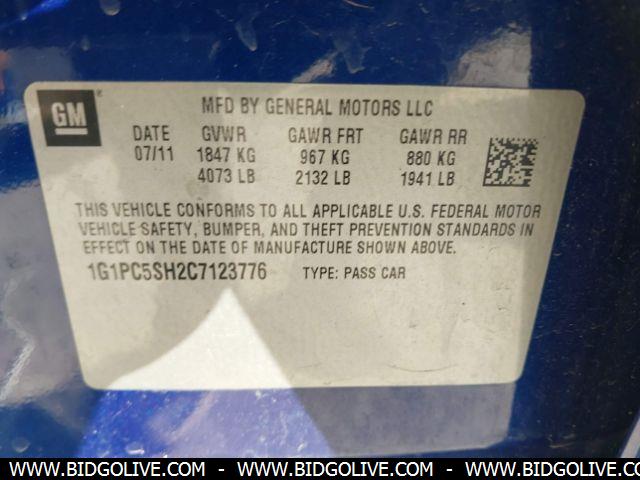 GM ®
MFD BY GENERAL MOTORS LLC
DATE GVWR GAWR FRT GAWR RR
07/11 1847 KG 967 KG 880 KG
4073 LB 2132 LB 1941 LB
THIS VEHICLE CONFORMS TO ALL APPLICABLE U.S. FEDERAL MOTOR
VEHICLE SAFETY, BUMPER, AND THEFT PREVENTION STANDARDS IN
EFFECT ON THE DATE OF MANUFACTURE SHOWN ABOVE.
1G1PC5SH2C7123776 TYPE: PASS CAR
WWW.BIDGOLIVE.COM - WWW.BIDGOLIVE.COM - WWW.BIDGOLIVE.COM